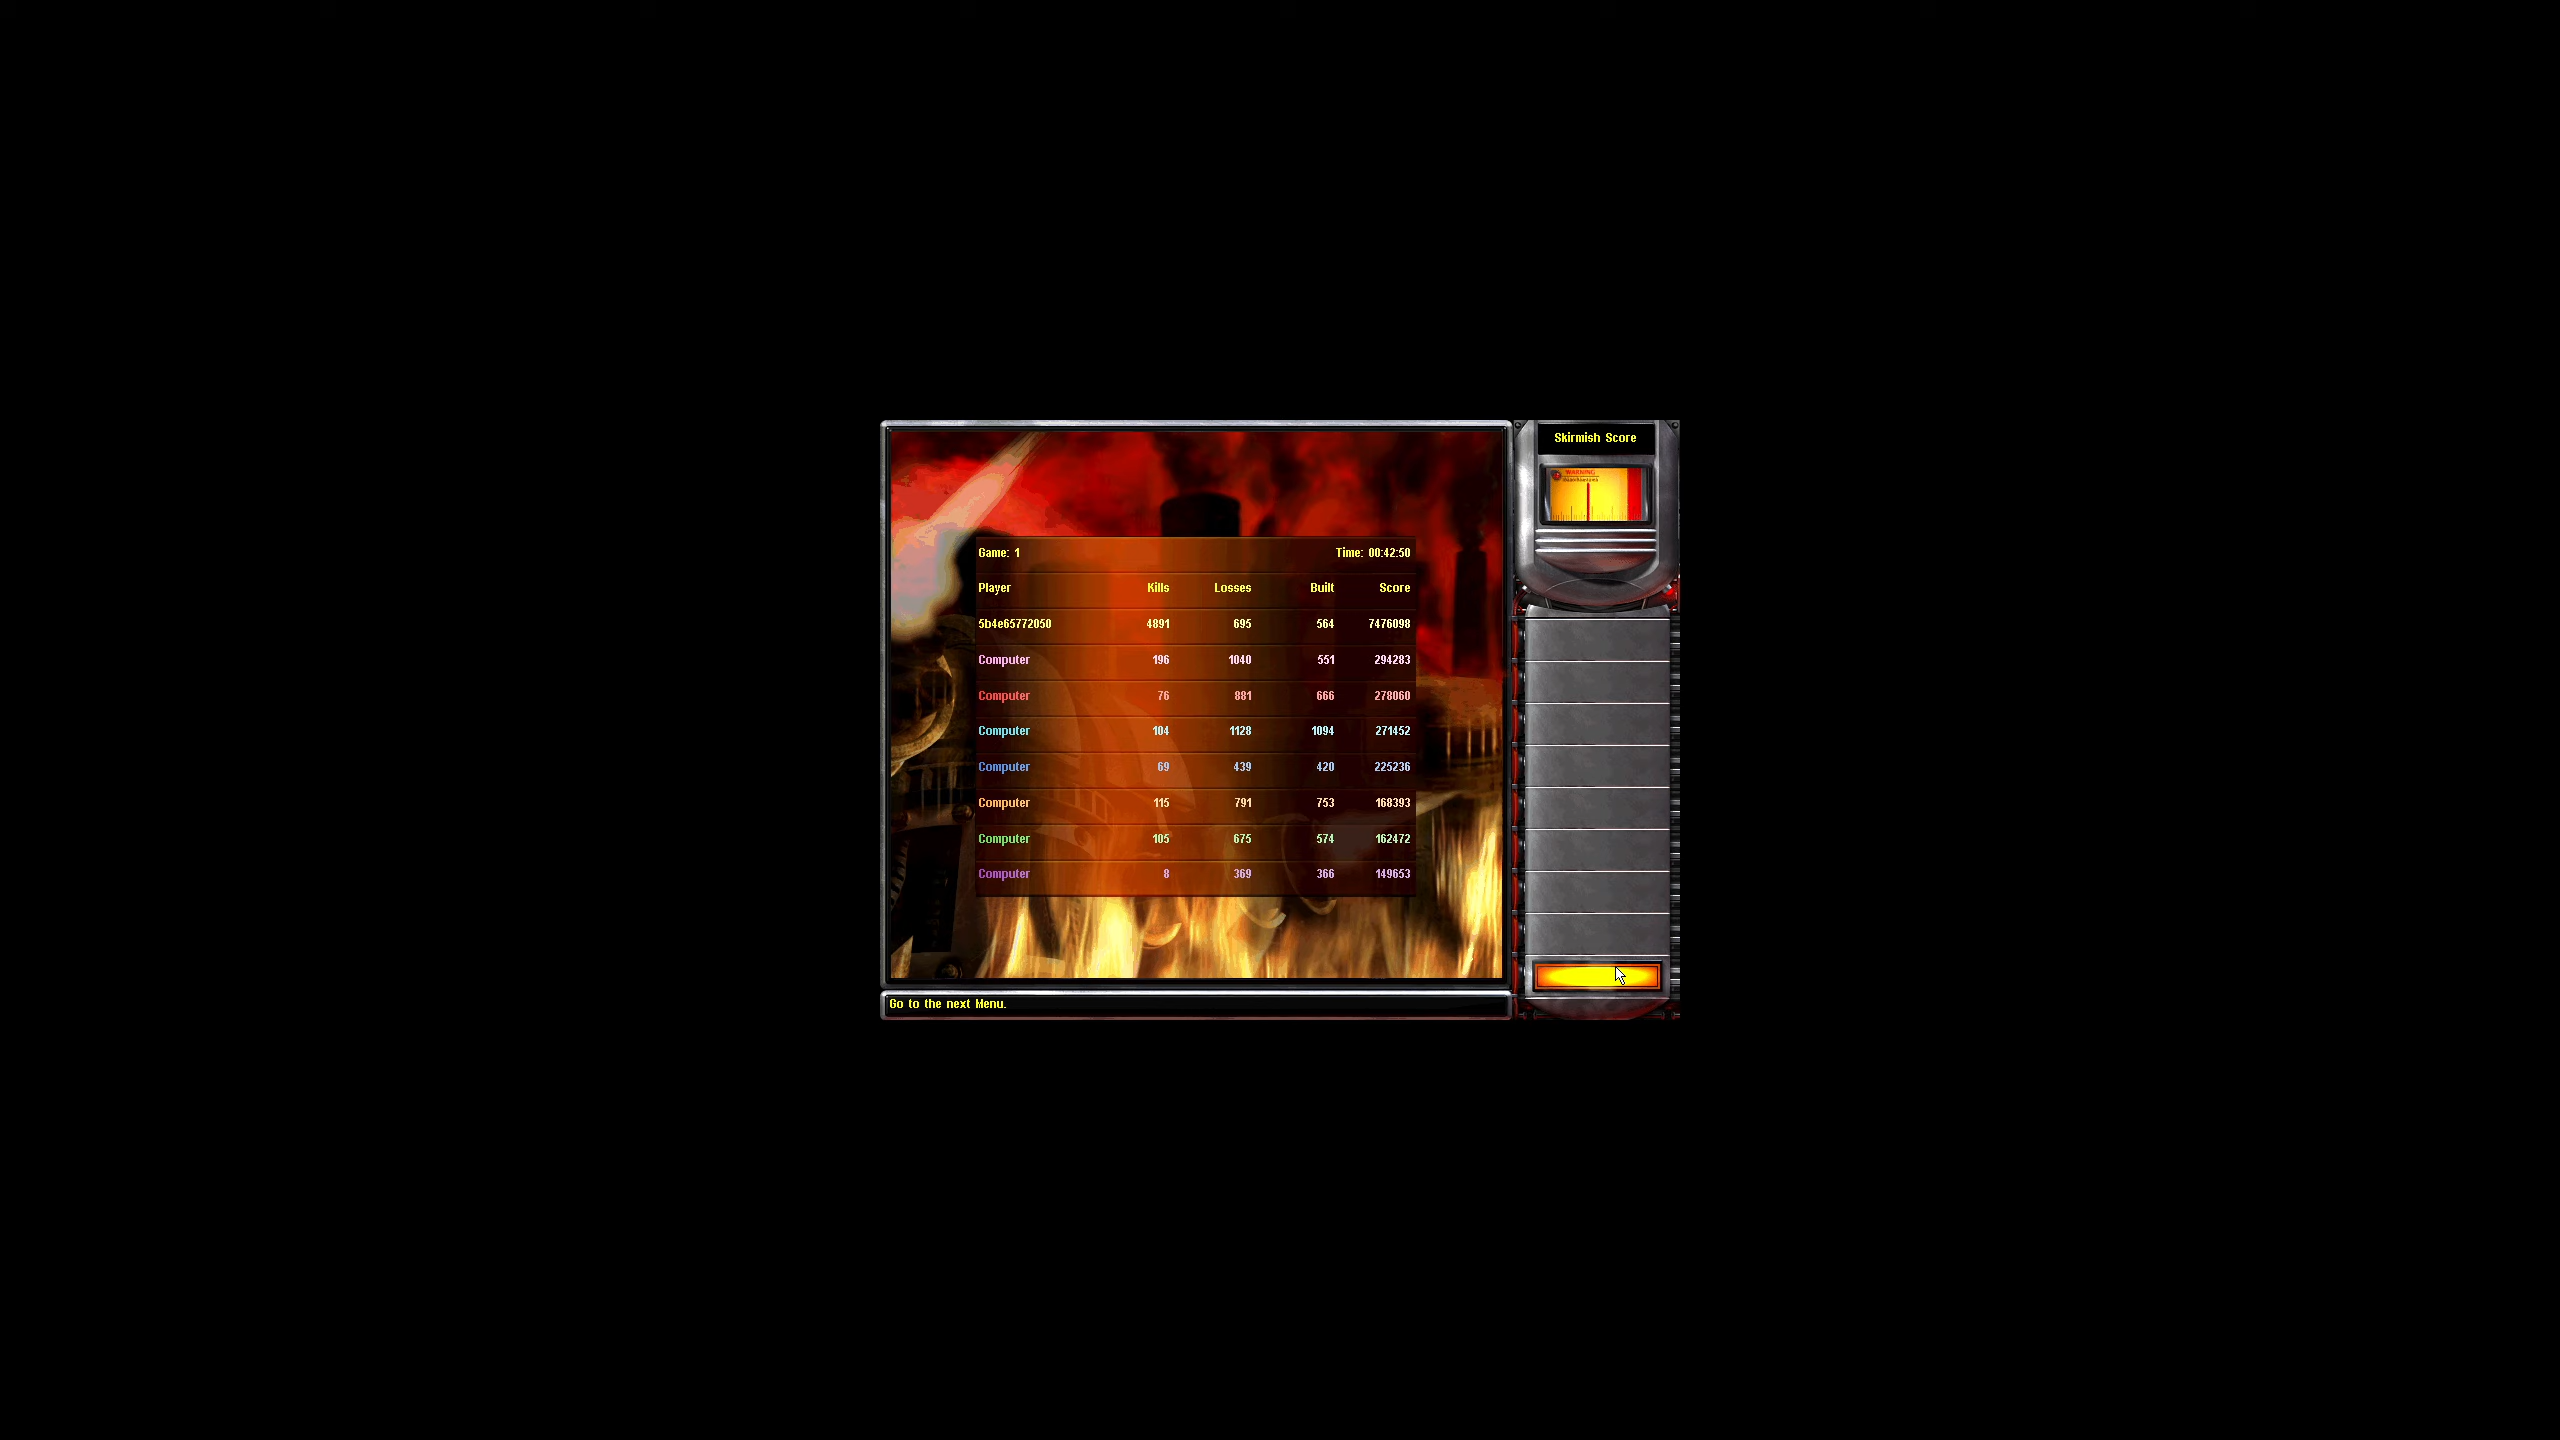 Skirmish Score
WARNING
Game: 1 Time: 00:42:50
Player Kills Losses Built Score
5b4e65772050 4891 695 564 7476098
Computer 196 1040 551 294283
Computer 76 881 666 278060
Computer 104 1128 1094 271452
Computer 69 439 420 225236
Computer 115 791 753 168393
Computer 105 675 574 162472
Computer 8 369 366 149653
Go to the next Menu.